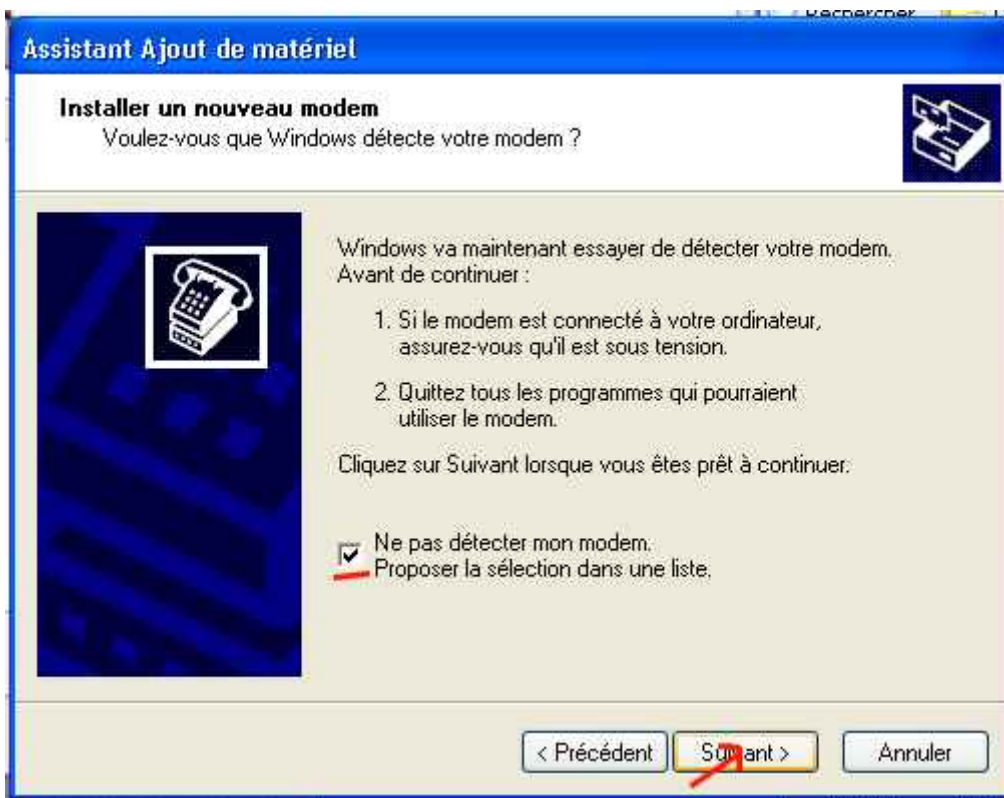 Rechercher
Assistant Ajout de matériel
Installer un nouveau modem
Voulez-vous que Windows détecte votre modem ?
Windows va maintenant essayer de détecter votre modem.
Avant de continuer :
1. Si le modem est connecté à votre ordinateur,
assurez-vous qu'il est sous tension.
2. Quittez tous les programmes qui pourraient
utiliser le modem.
Cliquez sur Suivant lorsque vous êtes prêt à continuer.
Ne pas détecter mon modem.
Proposer la sélection dans une liste.
< Précédent
Suivant >
Annuler